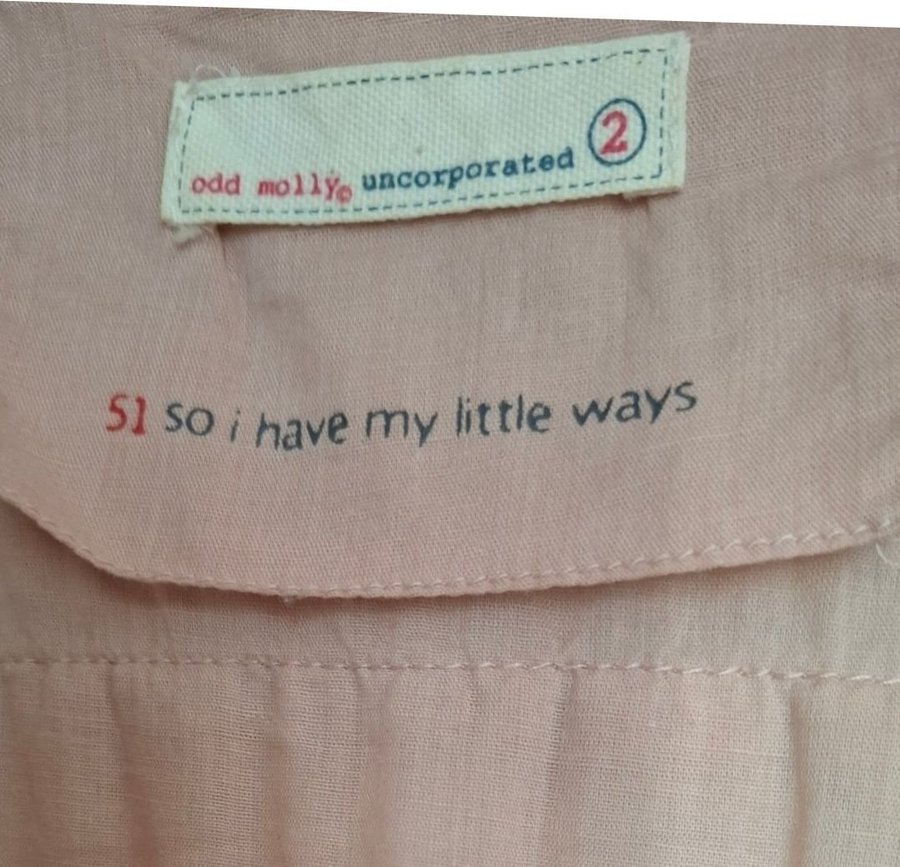 odd molly© uncorporated 2
51 so i have my little ways